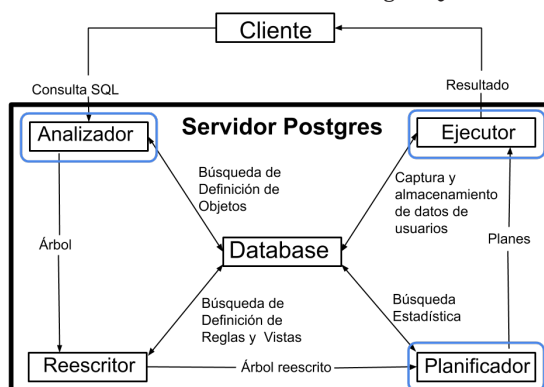 Cliente
Consulta SQL
Resultado
Analizador
Servidor Postgres
Ejecutor
Búsqueda de
Definición de
Objetos
Captura y
almacenamiento
de datos de
usuarios
Árbol
Database
Planes
Búsqueda de
Definición de
Reglas y Vistas
Búsqueda
Estadística
Reescritor
Árbol reescrito
Planificador